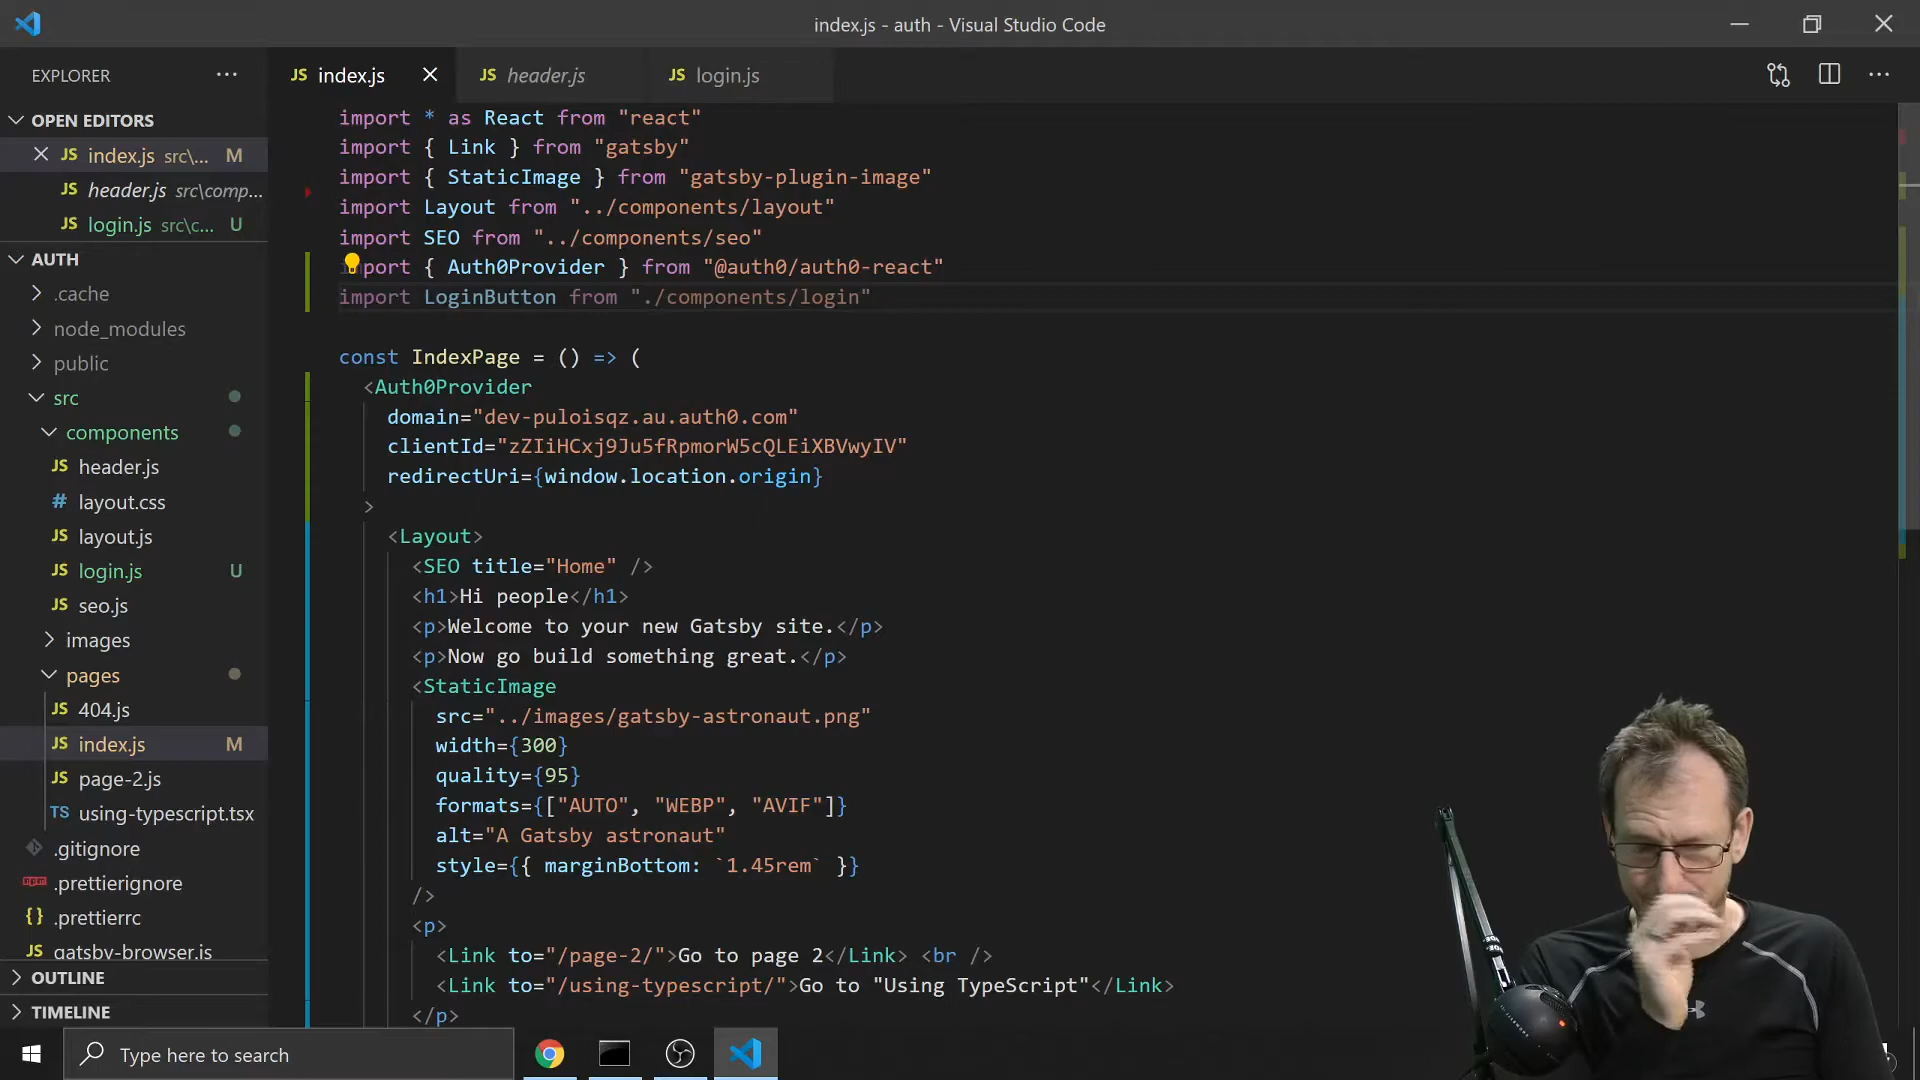 index.js - auth - Visual Studio Code
EXPLORER
JS index.js
JS header.js
JS login.js
OPEN EDITORS
JS index.js src\... M
JS header.js src\comp...
JS login.js src\c... U
AUTH
.cache
node_modules
public
src
components
JS header.js
# layout.css
JS layout.js
JS login.js U
JS seo.js
images
pages
JS 404.js
JS index.js M
JS page-2.js
TS using-typescript.tsx
.gitignore
.prettierignore
{} .prettierrc
JS gatsby-browser.js
OUTLINE
TIMELINE
import * as React from "react"
import { Link } from "gatsby"
import { StaticImage } from "gatsby-plugin-image"
import Layout from "../components/layout"
import SEO from "../components/seo"
import { Auth0Provider } from "@auth0/auth0-react"
import LoginButton from "./components/login"
const IndexPage = () => (
<Auth0Provider
domain="dev-puloisqz.au.auth0.com"
clientId="zZIiHCxj9Ju5fRpmorW5cQLEiXBVwyIV"
redirectUri={window.location.origin}
>
<Layout>
<SEO title="Home" />
<h1>Hi people</h1>
<p>Welcome to your new Gatsby site.</p>
<p>Now go build something great.</p>
<StaticImage
src="../images/gatsby-astronaut.png"
width={300}
quality={95}
formats={["AUTO", "WEBP", "AVIF"]}
alt="A Gatsby astronaut"
style={{ marginBottom: `1.45rem` }}
/>
<p>
<Link to="/page-2/">Go to page 2</Link> <br />
<Link to="/using-typescript/">Go to "Using TypeScript"</Link>
</p>
Type here to search